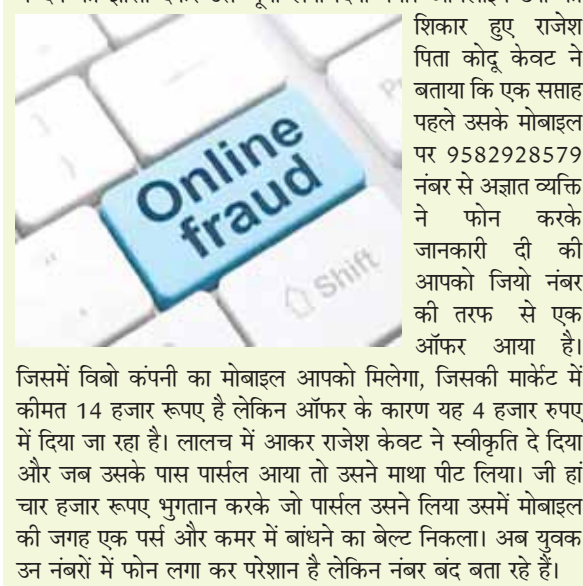 शिकार हुए राजेश
पिता कोदू केवट ने
बताया कि एक सप्ताह
पहले उसके मोबाइल
पर 9582928579
नंबर से अज्ञात व्यक्ति
ने फोन करके
जानकारी दी की
आपको जियो नंबर
की तरफ से एक
ऑफर आया है।
Online
fraud
Shift
जिसमें विबो कंपनी का मोबाइल आपको मिलेगा, जिसकी मार्केट में
कीमत 14 हजार रूपए है लेकिन ऑफर के कारण यह 4 हजार रुपए
में दिया जा रहा है। लालच में आकर राजेश केवट ने स्वीकृति दे दिया
और जब उसके पास पार्सल आया तो उसने माथा पीट लिया। जी हां
चार हजार रूपए भुगतान करके जो पार्सल उसने लिया उसमें मोबाइल
की जगह एक पर्स और कमर में बांधने का बेल्ट निकला। अब युवक
उन नंबरों में फोन लगा कर परेशान है लेकिन नंबर बंद बता रहे हैं।